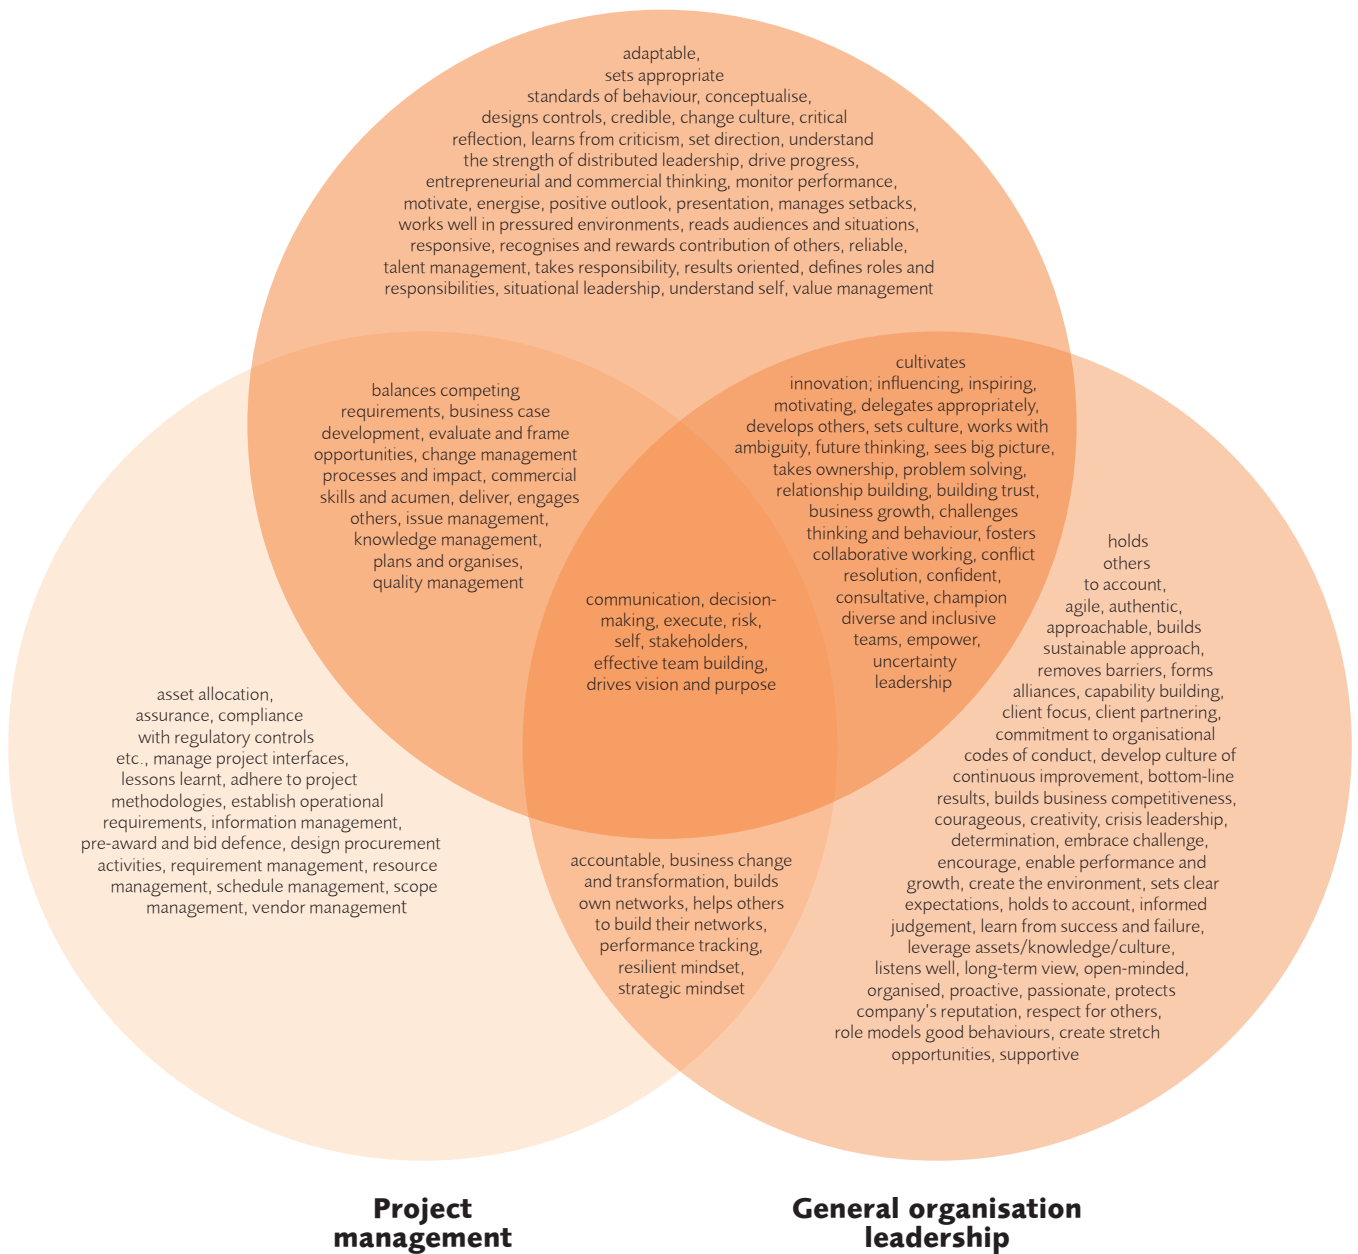 adaptable,
sets appropriate
standards of behaviour, conceptualise,
designs controls, credible, change culture, critical
reflection, learns from criticism, set direction, understand
the strength of distributed leadership, drive progress,
entrepreneurial and commercial thinking, monitor performance,
motivate, energise, positive outlook, presentation, manages setbacks,
works well in pressured environments, reads audiences and situations,
responsive, recognises and rewards contribution of others, reliable,
talent management, takes responsibility, results oriented, defines roles and
responsibilities, situational leadership, understand self, value management
balances competing
requirements, business case
development, evaluate and frame
opportunities, change management
processes and impact, commercial
skills and acumen, deliver, engages
others, issue management,
knowledge management,
plans and organises,
quality management
cultivates
innovation; influencing, inspiring,
motivating, delegates appropriately,
develops others, sets culture, works with
ambiguity, future thinking, sees big picture,
takes ownership, problem solving,
relationship building, building trust,
business growth, challenges
thinking and behaviour, fosters
collaborative working, conflict
resolution, confident,
consultative, champion
diverse and inclusive
teams, empower,
uncertainty
leadership
communication, decision-
making, execute, risk,
self, stakeholders,
effective team building,
drives vision and purpose
asset allocation,
assurance, compliance
with regulatory controls
etc., manage project interfaces,
lessons learnt, adhere to project
methodologies, establish operational
requirements, information management,
pre-award and bid defence, design procurement
activities, requirement management, resource
management, schedule management, scope
management, vendor management
accountable, business change
and transformation, builds
own networks, helps others
to build their networks,
performance tracking,
resilient mindset,
strategic mindset
holds
others
to account,
agile, authentic,
approachable, builds
sustainable approach,
removes barriers, forms
alliances, capability building,
client focus, client partnering,
commitment to organisational
codes of conduct, develop culture of
continuous improvement, bottom-line
results, builds business competitiveness,
courageous, creativity, crisis leadership,
determination, embrace challenge,
encourage, enable performance and
growth, create the environment, sets clear
expectations, holds to account, informed
judgement, learn from success and failure,
leverage assets/knowledge/culture,
listens well, long-term view, open-minded,
organised, proactive, passionate, protects
company's reputation, respect for others,
role models good behaviours, create stretch
opportunities, supportive
Project
management
General organisation
leadership